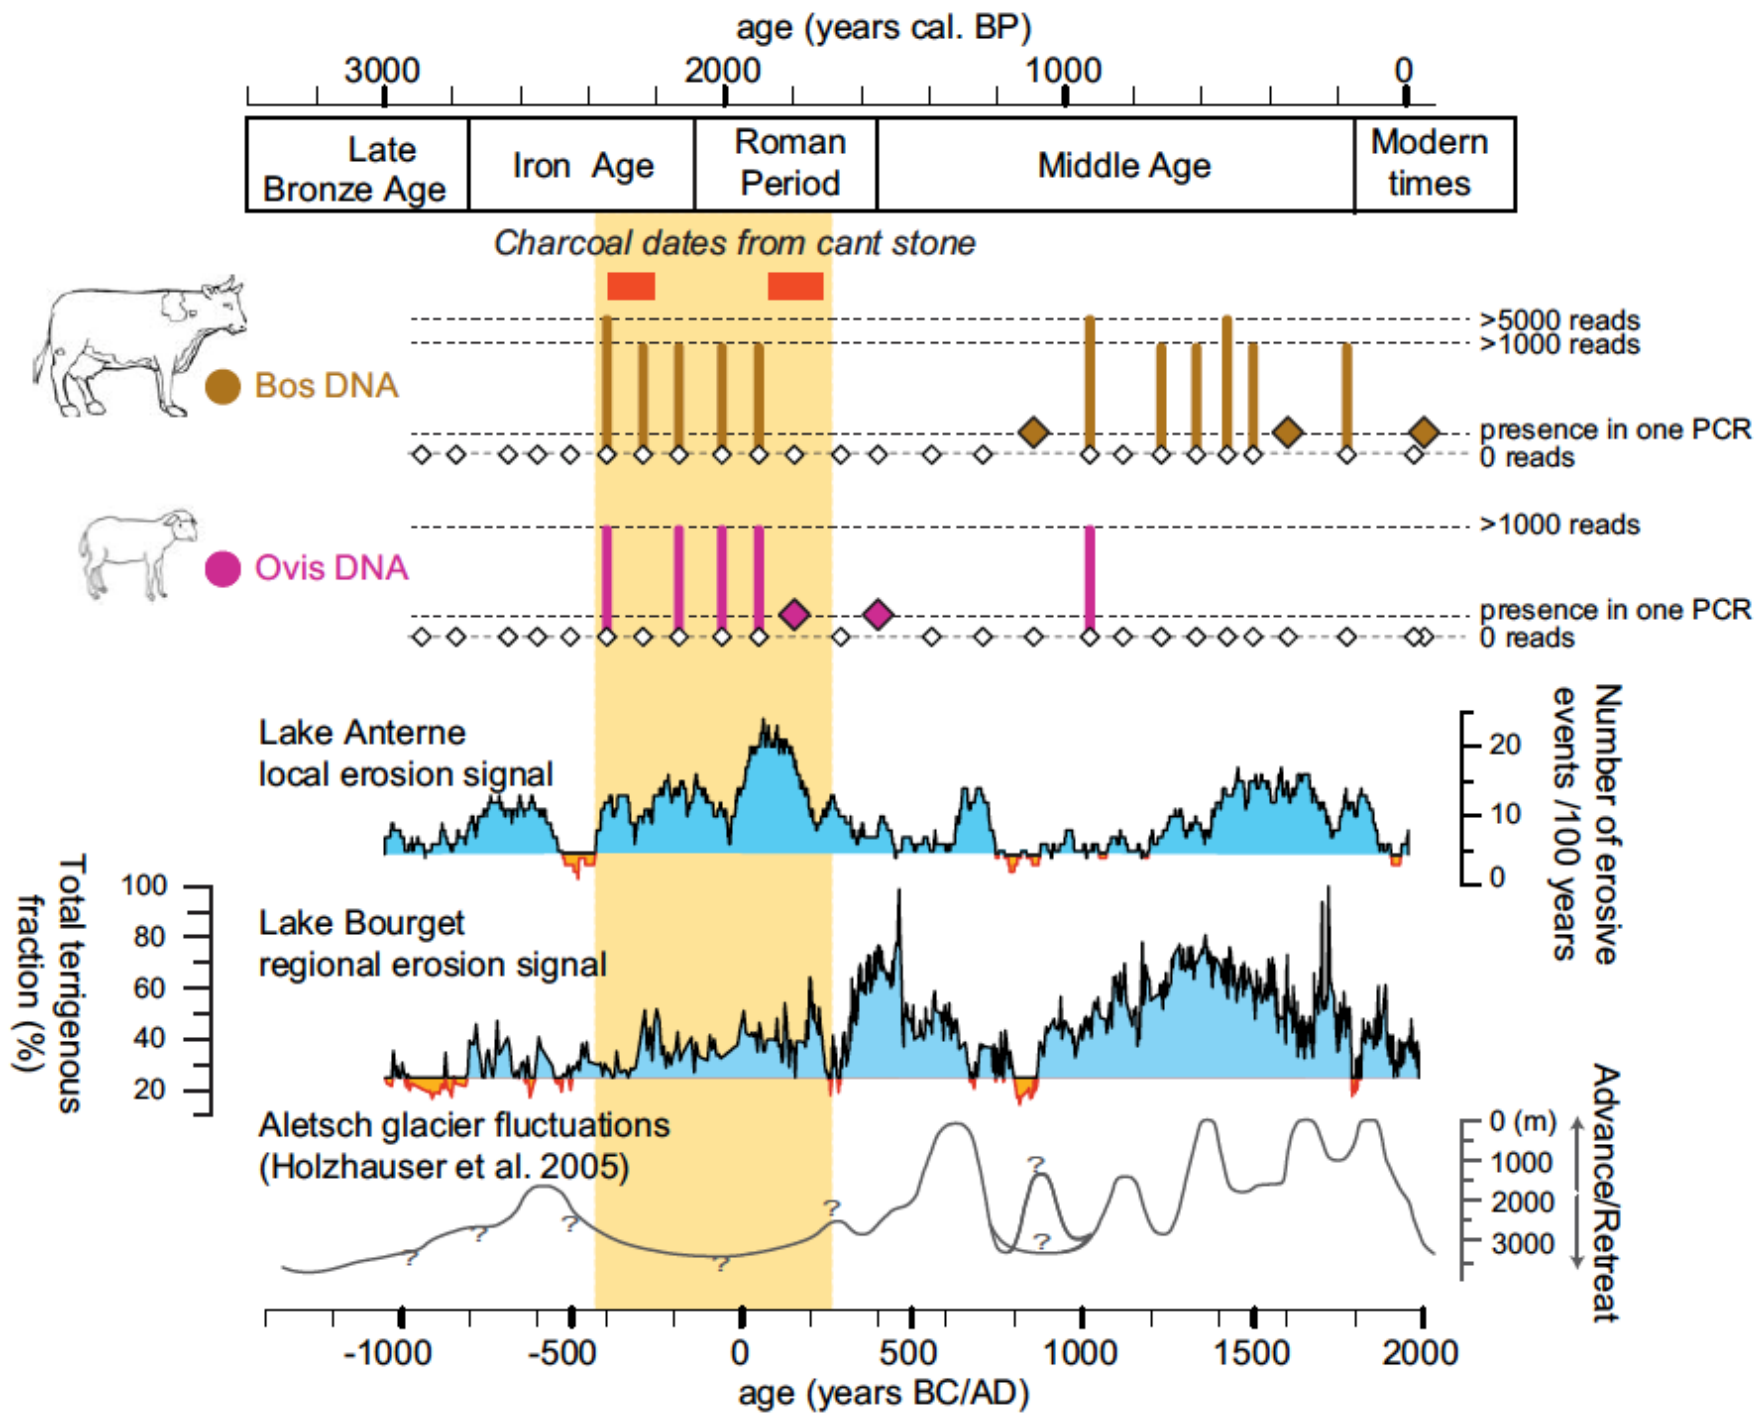 age (years cal. BP)
3000 2000 1000 0
Late
Bronze Age
Iron Age
Roman
Period
Middle Age
Modern
times
Charcoal dates from cant stone
Bos DNA
>5000 reads
>1000 reads
presence in one PCR
0 reads
Ovis DNA
>1000 reads
presence in one PCR
0 reads
Lake Anterne
local erosion signal
20
10
0
Number of erosive
events /100 years
Lake Bourget
regional erosion signal
100
80
60
40
20
Total terrigenous
fraction (%)
Aletsch glacier fluctuations
(Holzhauser et al. 2005)
?
?
?
?
?
?
?
0 (m)
1000
2000
3000
Advance/Retreat
-1000 -500 0 500 1000 1500 2000
age (years BC/AD)